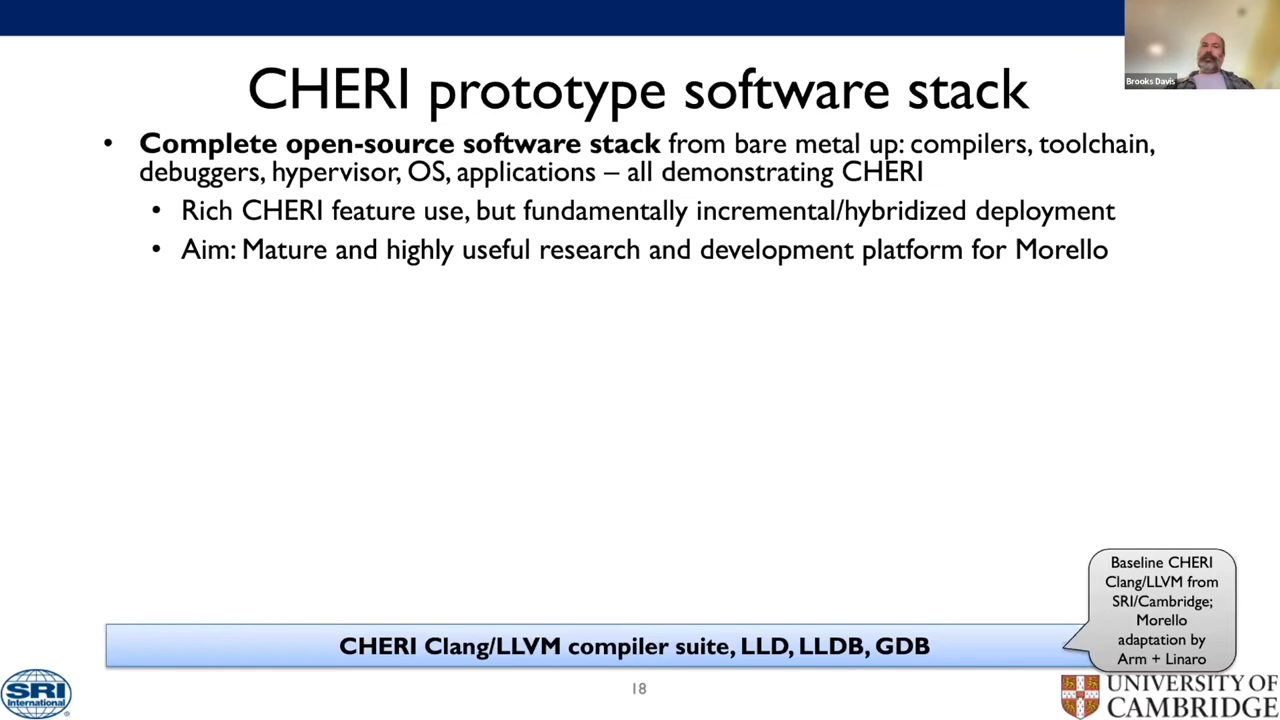 Brooks Davis
CHERI prototype software stack
• Complete open-source software stack from bare metal up: compilers, toolchain,
debuggers, hypervisor, OS, applications – all demonstrating CHERI
• Rich CHERI feature use, but fundamentally incremental/hybridized deployment
• Aim: Mature and highly useful research and development platform for Morello
Baseline CHERI
Clang/LLVM from
SRI/Cambridge;
Morello
adaptation by
Arm + Linaro
CHERI Clang/LLVM compiler suite, LLD, LLDB, GDB
SRI
International
®
18
UNIVERSITY OF
CAMBRIDGE